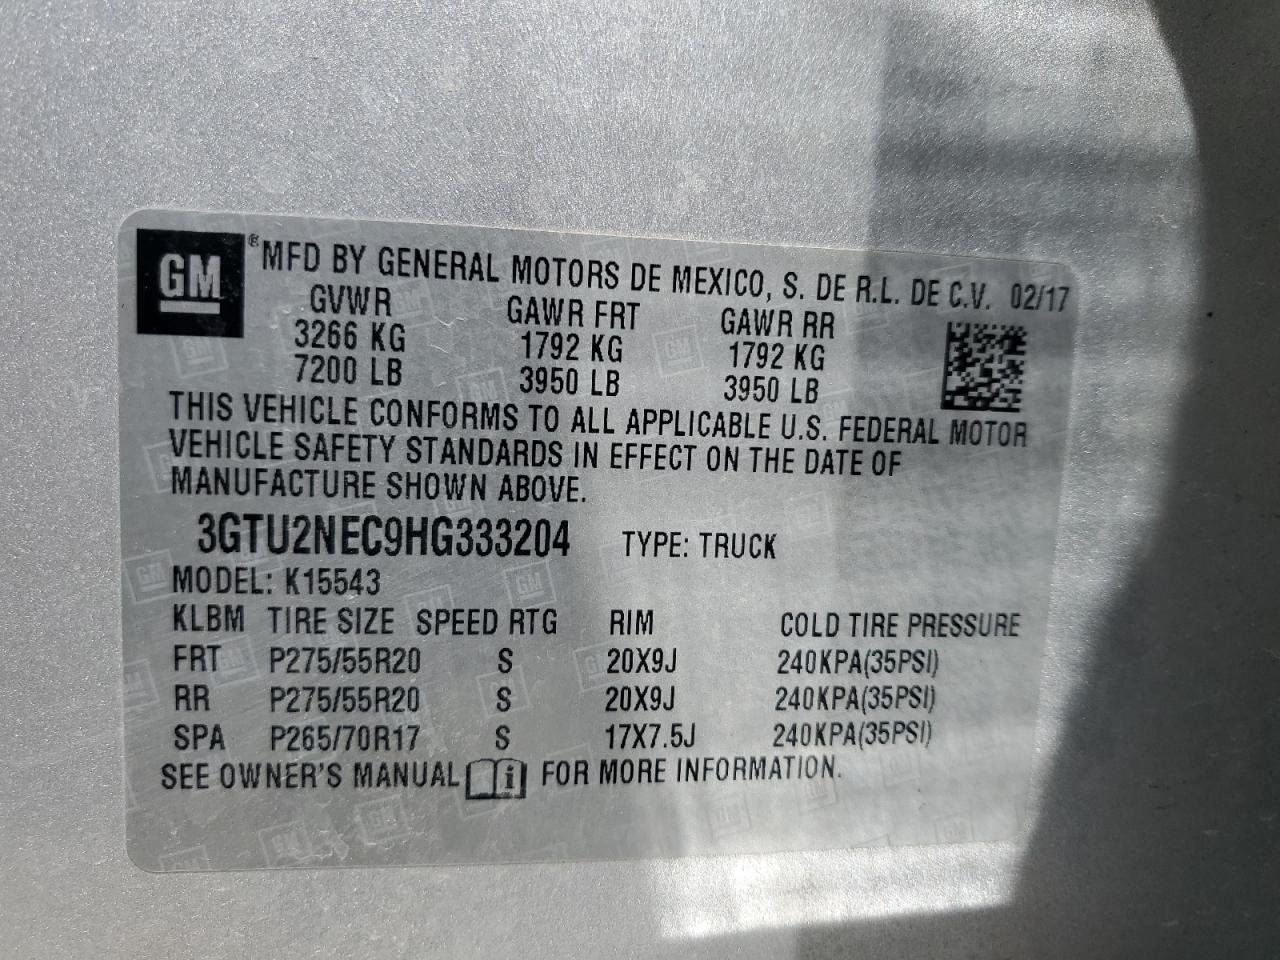 GM ® MFD BY GENERAL MOTORS DE MEXICO, S. DE R.L. DE C.V. 02/17
GVWR GAWR FRT GAWR RR
3266 KG 1792 KG 1792 KG
7200 LB 3950 LB 3950 LB
THIS VEHICLE CONFORMS TO ALL APPLICABLE U.S. FEDERAL MOTOR
VEHICLE SAFETY STANDARDS IN EFFECT ON THE DATE OF
MANUFACTURE SHOWN ABOVE.
3GTU2NEC9HG333204 TYPE: TRUCK
MODEL: K15543
KLBM TIRE SIZE SPEED RTG RIM COLD TIRE PRESSURE
FRT P275/55R20 S 20X9J 240KPA(35PSI)
RR P275/55R20 S 20X9J 240KPA(35PSI)
SPA P265/70R17 S 17X7.5J 240KPA(35PSI)
SEE OWNER'S MANUAL i FOR MORE INFORMATION.